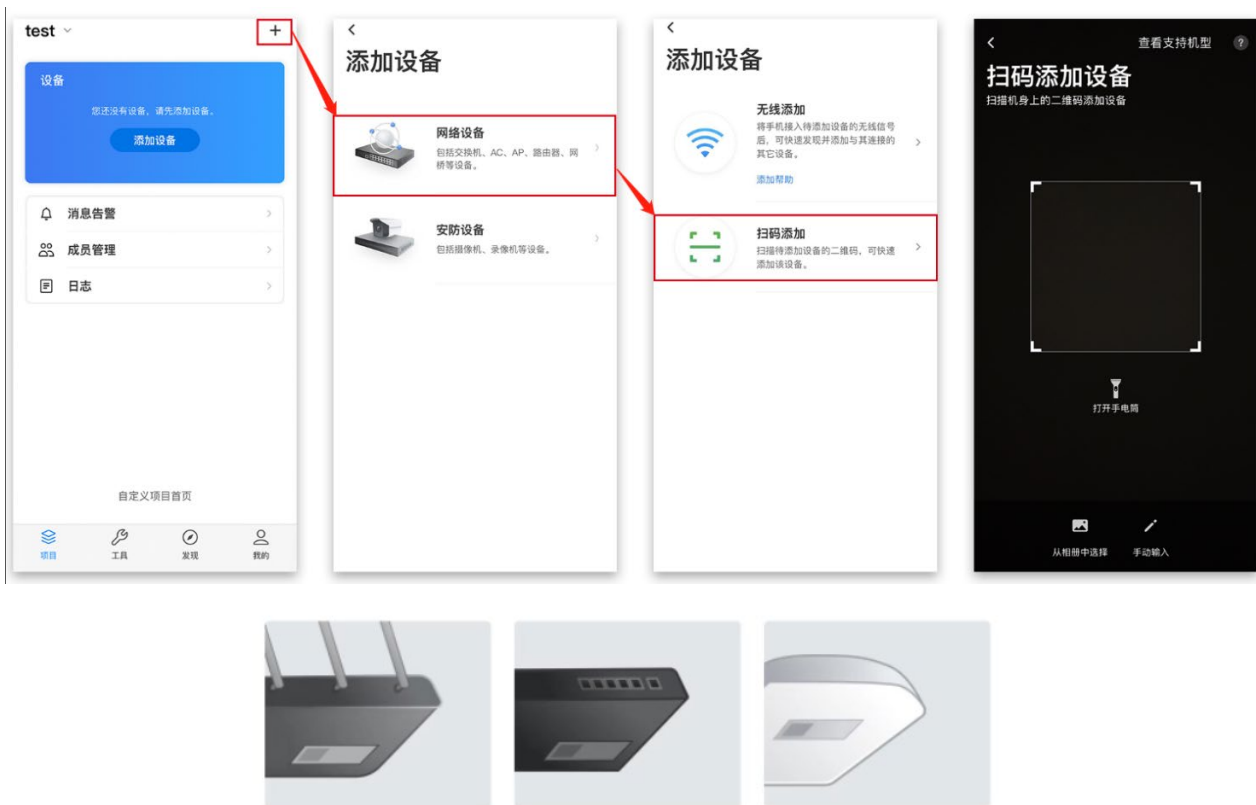 test
+
设备
您还没有设备，请先添加设备。
添加设备
消息告警
成员管理
日志
自定义项目首页
项目
工具
发现
我的
添加设备
网络设备
包括交换机、AC、AP、路由器、网
桥等设备。
安防设备
包括摄像机、录像机等设备。
添加设备
无线添加
将手机接入待添加设备的无线信号
后，可快速发现并添加与其连接的
其它设备。
添加帮助
扫码添加
扫描待添加设备的二维码，可快速
添加该设备。
查看支持机型 ?
扫码添加设备
扫描机身上的二维码添加设备
打开手电筒
从相册中选择
手动输入